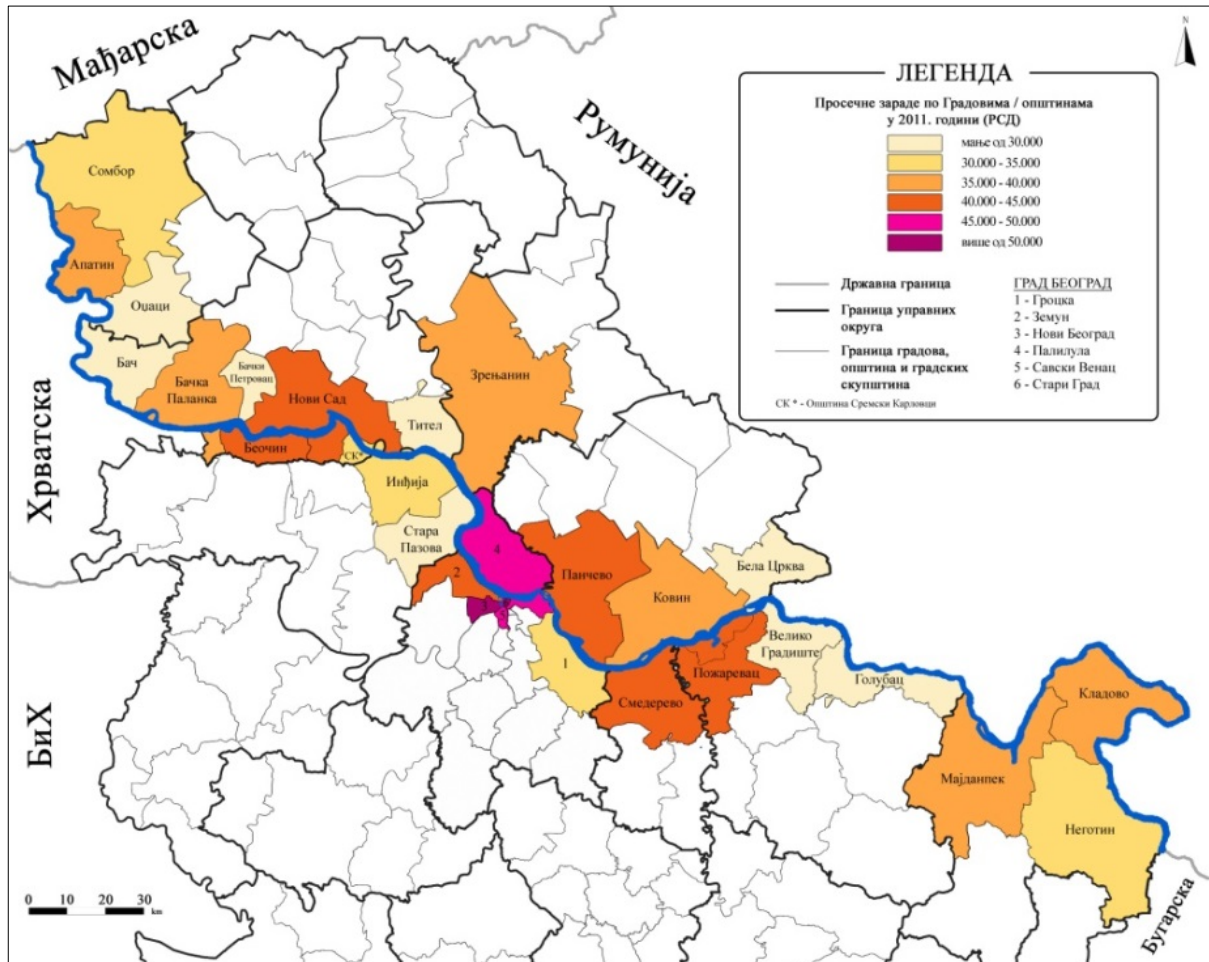 Мађарска
Румунија
Хрватска
БиХ
Бугарска
N
ЛЕГЕНДА
Просечне зараде по Градовима / општинама
у 2011. години (РСД)
мање од 30.000
30.000 - 35.000
35.000 - 40.000
40.000 - 45.000
45.000 - 50.000
више од 50.000
Државна граница
Граница управних
округа
Граница градова,
општина и градских
скупштина
СК * - Општина Сремски Карловци
ГРАД БЕОГРАД
1 - Гроцка
2 - Земун
3 - Нови Београд
4 - Палилула
5 - Савски Венац
6 - Стари Град
Сомбор
Апатин
Оџаци
Бач
Бачка
Паланка
Бачки
Петровац
Нови Сад
Зрењанин
Тител
Беочин
СК*
Инђија
Стара
Пазова
4
2
3
5
1
Панчево
Ковин
Бела Црква
Велико
Градиште
Голубац
Пожаревац
Смедерево
Кладово
Мајданпек
Неготин
0 10 20 30
km